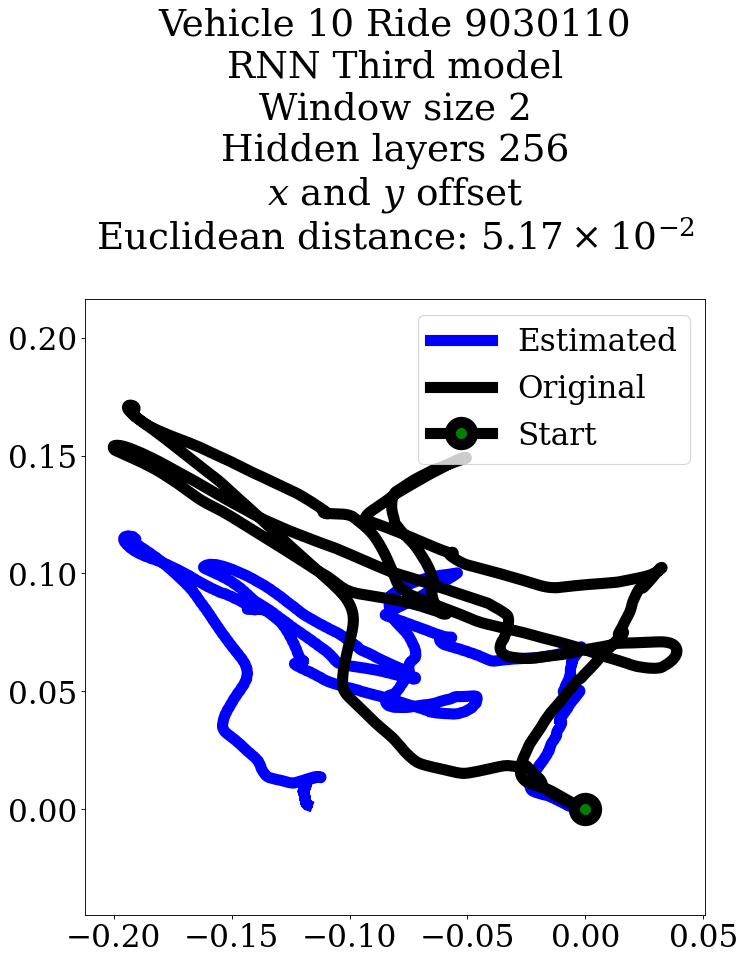 Vehicle 10 Ride 9030110
RNN Third model
Window size 2
Hidden layers 256
x and y offset
Euclidean distance: 5.17 × 10⁻²
Estimated
Original
Start
0.20
0.15
0.10
0.05
0.00
−0.20 −0.15 −0.10 −0.05 0.00 0.05